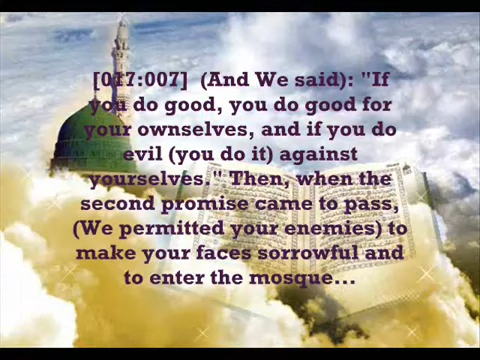 [017:007]  (And We said): "If
you do good, you do good for
your ownselves, and if you do
evil (you do it) against
yourselves." Then, when the
second promise came to pass,
(We permitted your enemies) to
make your faces sorrowful and
to enter the mosque...